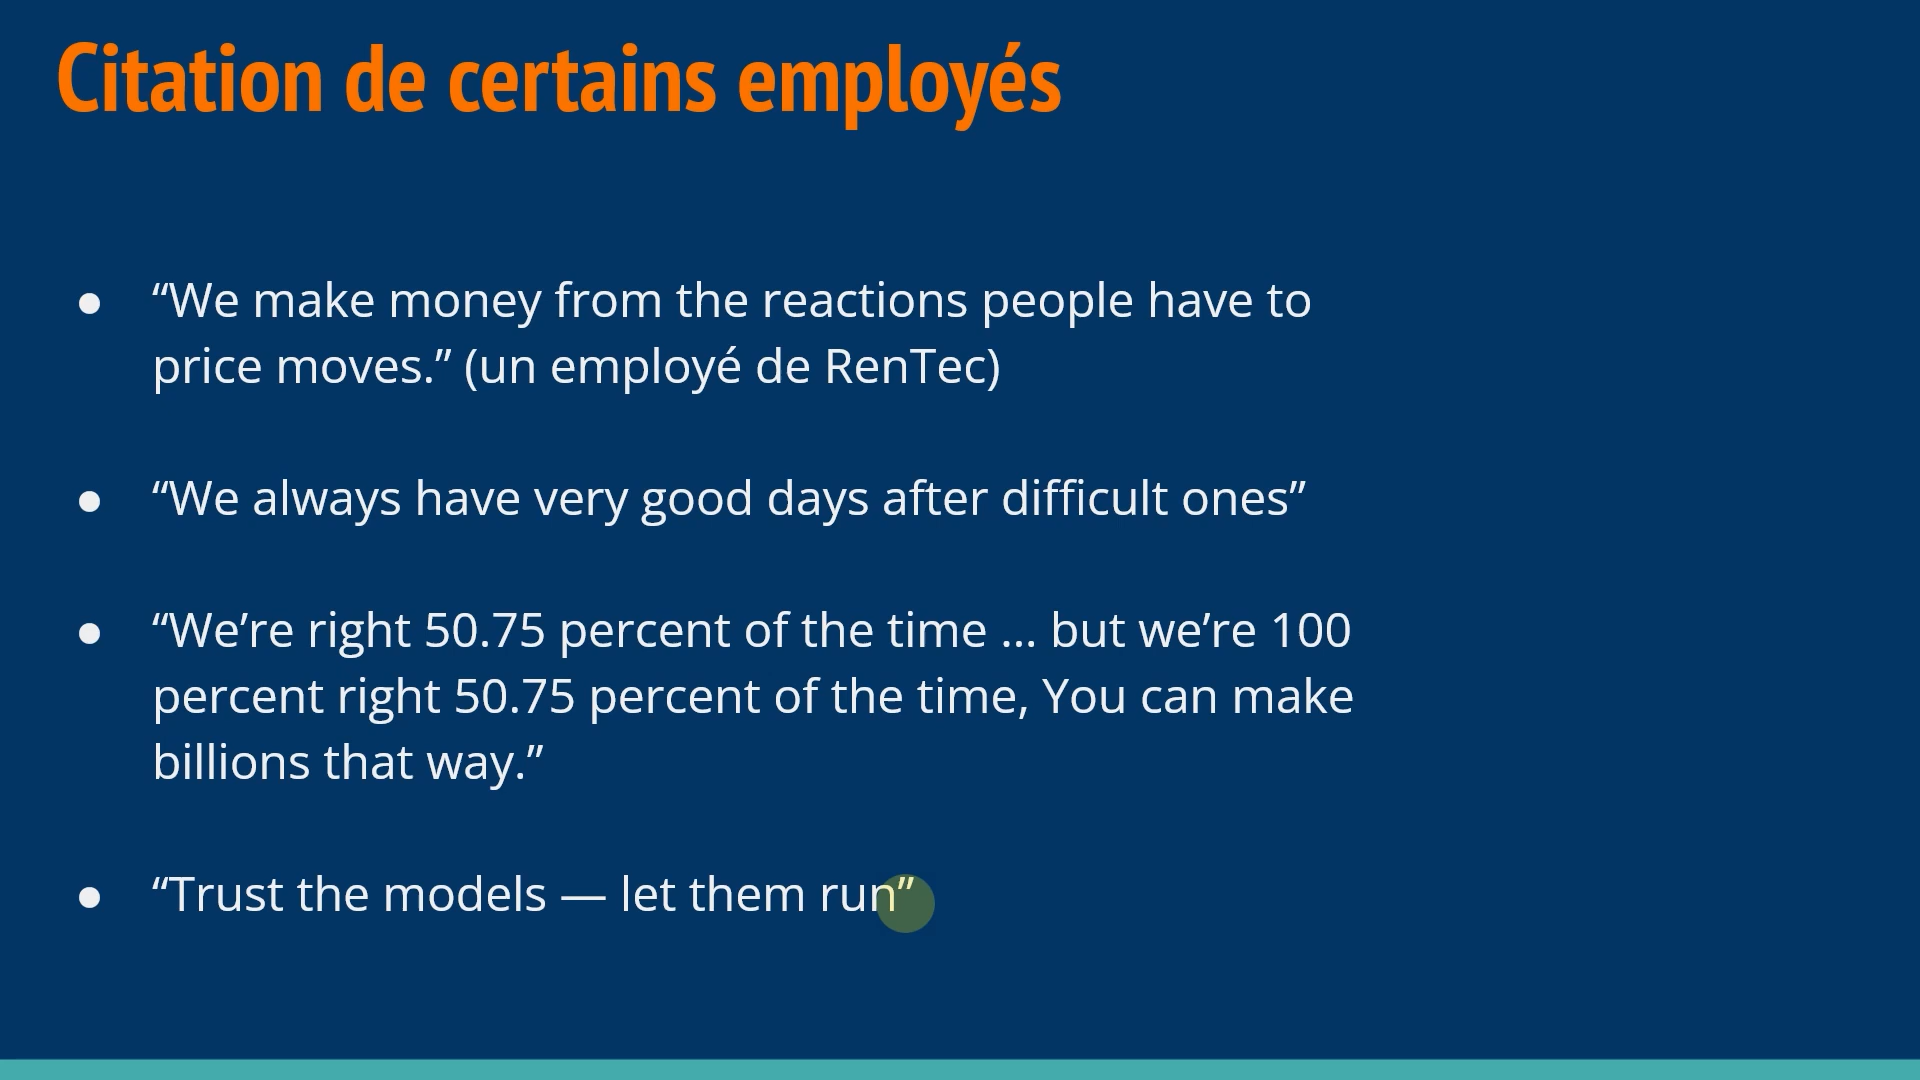 Citation de certains employés
● “We make money from the reactions people have to
price moves.” (un employé de RenTec)
● “We always have very good days after difficult ones”
● “We’re right 50.75 percent of the time … but we’re 100
percent right 50.75 percent of the time, You can make
billions that way.”
● “Trust the models — let them run”